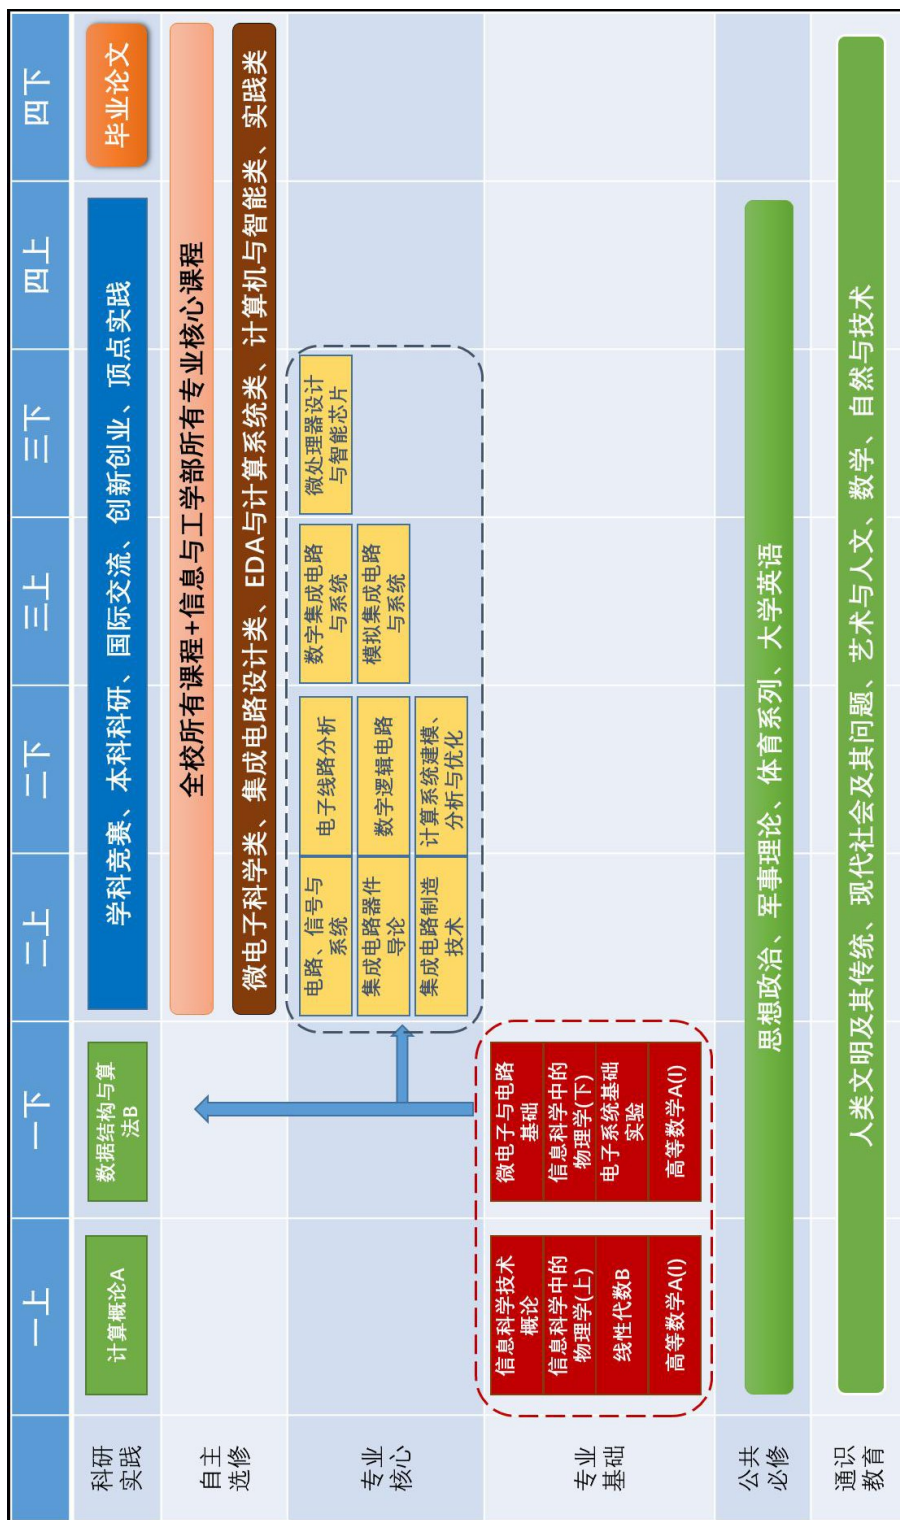 一上
一下
二上
二下
三上
三下
四上
四下
科研
实践
计算概论A
数据结构与算
法B
学科竞赛、本科科研、国际交流、创新创业、顶点实践
毕业论文
自主
选修
全校所有课程+信息与工学部所有专业核心课程
微电子科学类、集成电路设计类、EDA与计算系统类、计算机与智能类、实践类
专业
核心
电路、信号与
系统
集成电路器件
导论
集成电路制造
技术
电子线路分析
数字逻辑电路
计算系统建模、
分析与优化
数字集成电路
与系统
模拟集成电路
与系统
微处理器设计
与智能芯片
专业
基础
信息科学技术
概论
信息科学中的
物理学(上)
线性代数B
高等数学A(I)
微电子与电路
基础
信息科学中的
物理学(下)
电子系统基础
实验
高等数学A(I)
公共
必修
思想政治、军事理论、体育系列、大学英语
通识
教育
人类文明及其传统、现代社会及其问题、艺术与人文、数学、自然与技术